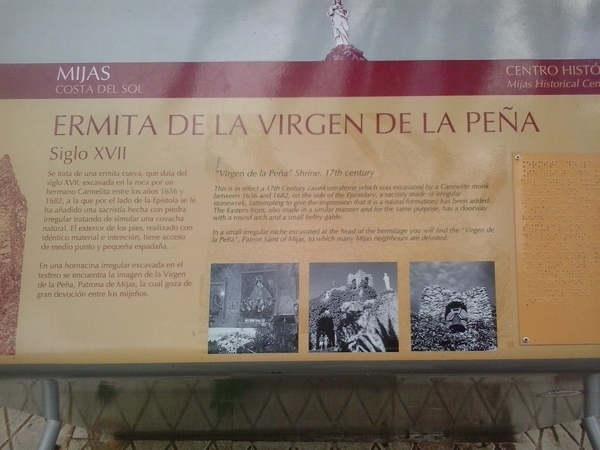 MIJAS
COSTA DEL SOL
CENTRO HISTÓ
Mijas Historical Cen
ERMITA DE LA VIRGEN DE LA PEÑA
Siglo XVII
Se trata de una ermita cueva, que data del
siglo XVII, excavada en la roca por un
hermano Carmelita entre los años 1656 y
1682, a la que por el lado de la Epístola se le
ha añadido una sacristía hecha con piedra
irregular tratando de simular una covacha
natural. El exterior de los pies, realizado con
idéntico material e intención, tiene acceso
de medio punto y pequeña espadaña.
En una hornacina irregular excavada en el
testero se encuentra la imagen de la Virgen
de la Peña, Patrona de Mijas, la cual goza de
gran devoción entre los mijeños.
"Virgen de la Peña" Shrine. 17th century
This is in effect a 17th Century cave-cum-shrine which was excavated by a Carmelite monk
between 1656 and 1682, on the side of the Epistolary, a sacristy made of irregular
stonework, (attempting to give the impression that it is a natural formation) has been added.
The Eastern front, also made in a similar manner and for the same purpose, has a doorway
with a round arch and a small belfry gable.
In a small irregular niche excavated at the head of the hermitage you will find the "Virgen de
la Peña", Patron Saint of Mijas, to which many Mijas neighbours are devoted.